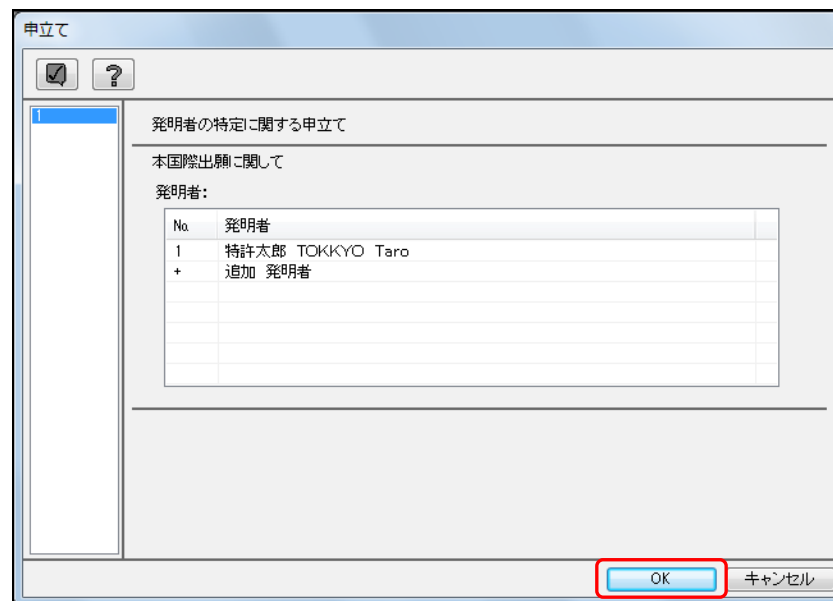 申立て
?
1
発明者の特定に関する申立て
本国際出願に関して
発明者:
No. 発明者
1 特許太郎 TOKKYO Taro
+ 追加 発明者
OK キャンセル